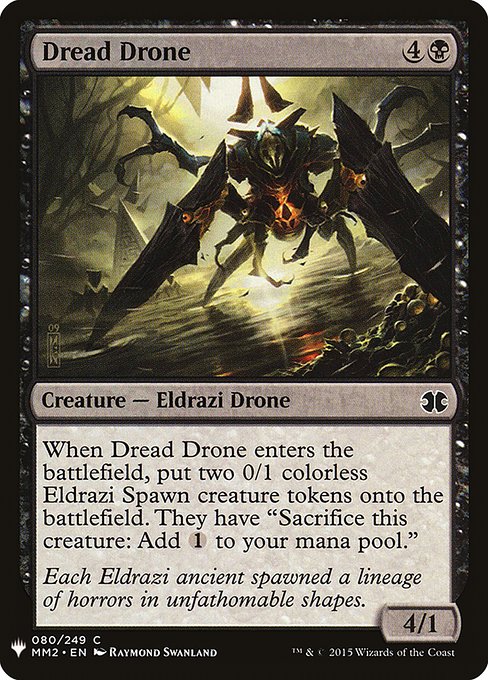 Dread Drone 4
Creature — Eldrazi Drone
When Dread Drone enters the
battlefield, put two 0/1 colorless
Eldrazi Spawn creature tokens onto the
battlefield. They have “Sacrifice this
creature: Add 1 to your mana pool.”
Each Eldrazi ancient spawned a lineage
of horrors in unfathomable shapes.
4/1
080/249 C
MM2 • EN Raymond Swanland
™ & © 2015 Wizards of the Coast